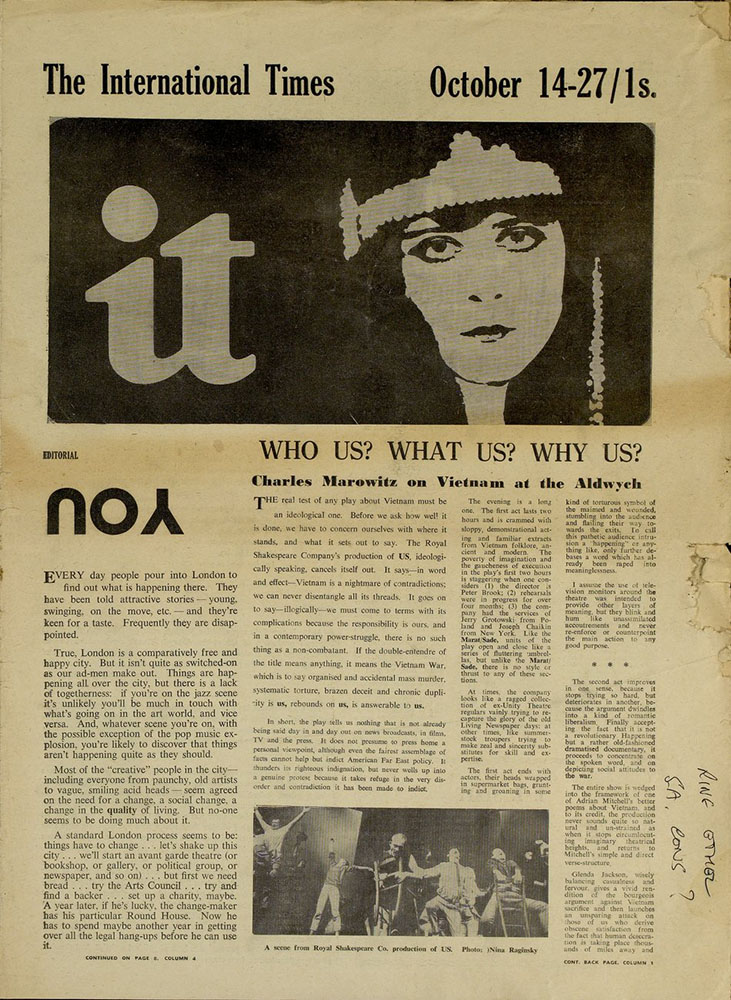 The International Times
October 14-27/1s.
it
EDITORIAL
YOU
EVERY day people pour into London to
find out what is happening there. They
have been told attractive stories — young,
swinging, on the move, etc. — and they're
keen for a taste. Frequently they are disap-
pointed.
True, London is a comparatively free and
happy city. But it isn't quite as switched-on
as our ad-men make out. Things are hap-
pening all over the city, but there is a lack
of togetherness: if you're on the jazz scene
it's unlikely you'll be much in touch with
what's going on in the art world, and vice
versa. And, whatever scene you're on, with
the possible exception of the pop music ex-
plosion, you're likely to discover that things
aren't happening quite as they should.
Most of the "creative" people in the city—
including everyone from paunchy, old artists
to vague, smiling acid heads — seem agreed
on the need for a change, a social change, a
change in the quality of living. But no-one
seems to be doing much about it.
A standard London process seems to be:
things have to change . . . let's shake up this
city . . . we'll start an avant garde theatre (or
bookshop, or gallery, or political group, or
newspaper, and so on) . . . but first we need
bread . . . try the Arts Council . . . try and
find a backer . . . set up a charity, maybe.
A year later, if he's lucky, the change-maker
has his particular Round House. Now he
has to spend maybe another year in getting
over all the legal hang-ups before he can use
it.
CONTINUED ON PAGE 2, COLUMN 4
WHO US? WHAT US? WHY US?
Charles Marowitz on Vietnam at the Aldwych
THE real test of any play about Vietnam must be
an ideological one. Before we ask how well it
is done, we have to concern ourselves with where it
stands, and what it sets out to say. The Royal
Shakespeare Company's production of US, ideologi-
cally speaking, cancels itself out. It says—in word
and effect—Vietnam is a nightmare of contradictions;
we can never disentangle all its threads. It goes on
to say—illogically—we must come to terms with its
complications because the responsibility is ours, and
in a contemporary power-struggle, there is no such
thing as a non-combatant. If the double-entendre of
the title means anything, it means the Vietnam War,
which is to say organised and accidental mass murder,
systematic torture, brazen deceit and chronic dupli-
ity is us, rebounds on us, is answerable to us.
In short, the play tells us nothing that is not already
being said day in and day out on news broadcasts, in films,
TV and the press. It does not presume to press home a
personal viewpoint, although even the fairest assemblage of
facts cannot help but indict American Far East policy. It
thunders its righteous indignation, but never wells up into
a genuine protest because it takes refuge in the very dis-
order and contradiction it has been made to indict.
A scene from Royal Shakespeare Co. production of US. Photo: )Nina Raginsky
The evening is a long
one. The first act lasts two
hours and is crammed with
sloppy, demonstrational act-
ing and familiar extracts
from Vietnam folklore, an-
cient and modern. The
poverty of imagination and
the gaucheness of execution
in the play's first two hours
is staggering when one con-
siders (1) the director is
Peter Brook; (2) rehearsals
were in progress for over
four months; (3) the com-
pany had the services of
Jerzy Grotowski from Po-
land and Joseph Chaikin
from New York. Like the
Marat/Sade, units of the
play open and close like a
series of fluttering umbrel-
las, but unlike the Marat/
Sade, there is no style or
thrust to any of these sec-
tions.
At times, the company
looks like a ragged collec-
tion of ex-Unity Theatre
regulars vainly trying to re-
capture the glory of the old
Living Newspaper days; at
other times, like summer-
stock troupers trying to
make zeal and sincerity sub-
stitutes for skill and ex-
pertise.
The first act ends with
actors, their heads wrapped
in supermarket bags, grunt-
ing and groaning in some
kind of torturous symbol of
the maimed and wounded,
stumbling into the audience
and flailing their way to-
wards the exits. To call
this pathetic audience intru-
sion a "happening" or any-
thing like, only further de-
bases a word which has al-
ready been raped into
meaninglessness.
I assume the use of tele-
vision monitors around the
theatre was intended to
provide other layers of
meaning, but they blink and
hum like unassimilated
accoutrements and never
re-enforce or counterpoint
the main action to any
good purpose.
* * *
The second act improves
in one sense, because it
stops trying so hard, but
deteriorates in another, be-
cause the argument dwindles
into a kind of romantic
liberalism. Finally accept-
ing the fact that it is not
a revolutionary Happening
but a rather old-fashioned
dramatised documentary, it
proceeds to concentrate on
the spoken word, and on
depicting social attitudes to
the war.
The entire show is wedged
into the framework of one
of Adrian Mitchell's better
poems about Vietnam, and
to its credit, the production
never sounds quite so nat-
ural and un-strained as
when it stops circumlocut-
ing imaginary theatrical
heights, and returns to
Mitchell's simple and direct
verse-structure.
Glenda Jackson, wisely
balancing casualness and
fervour, gives a vivid ren-
dition of the bourgeois
argument against Vietnam
sacrifice and then launches
an unsparing attack on
those of us who derive
obscene satisfaction from
the fact that human desecra-
tion is taking place thous-
ands of miles away and
CONT. BACK PAGE, COLUMN 1